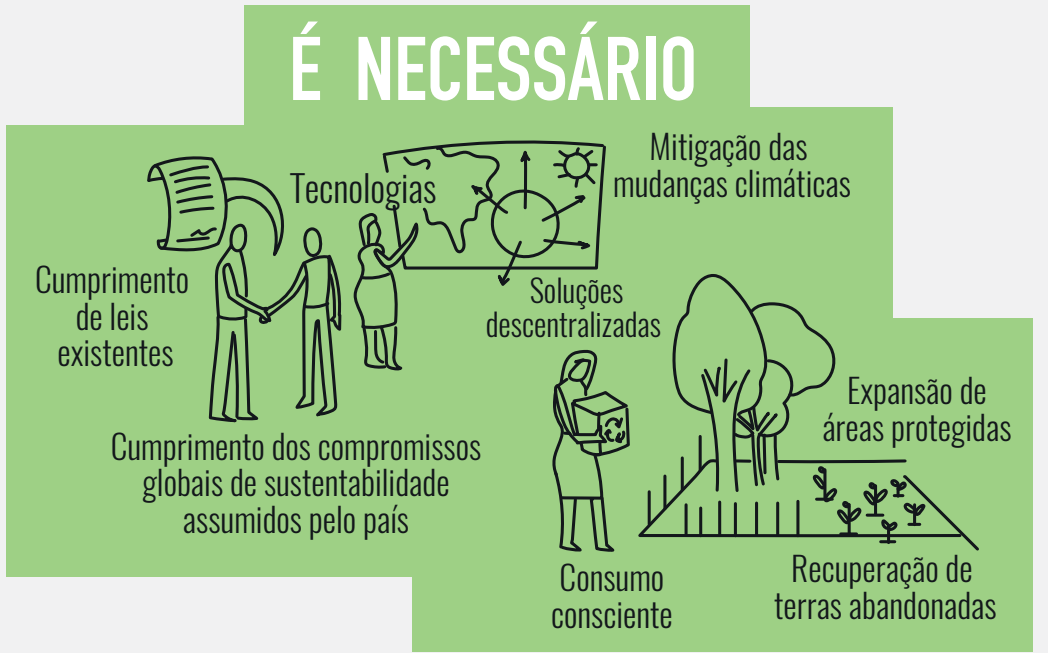 É NECESSÁRIO
Tecnologias
Mitigação das
mudanças climáticas
Cumprimento
de leis
existentes
Soluções
descentralizadas
Cumprimento dos compromissos
globais de sustentabilidade
assumidos pelo país
Expansão de
áreas protegidas
Consumo
consciente
Recuperação de
terras abandonadas